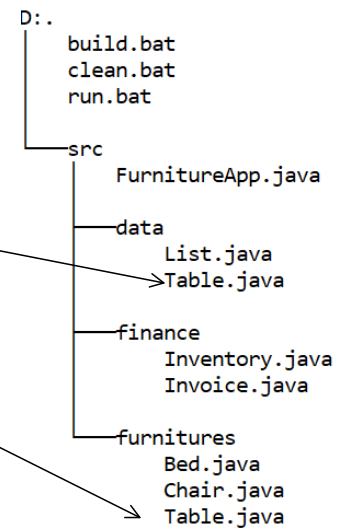 D:.
build.bat
clean.bat
run.bat
src
FurnitureApp.java
data
List.java
Table.java
finance
Inventory.java
Invoice.java
furnitures
Bed.java
Chair.java
Table.java